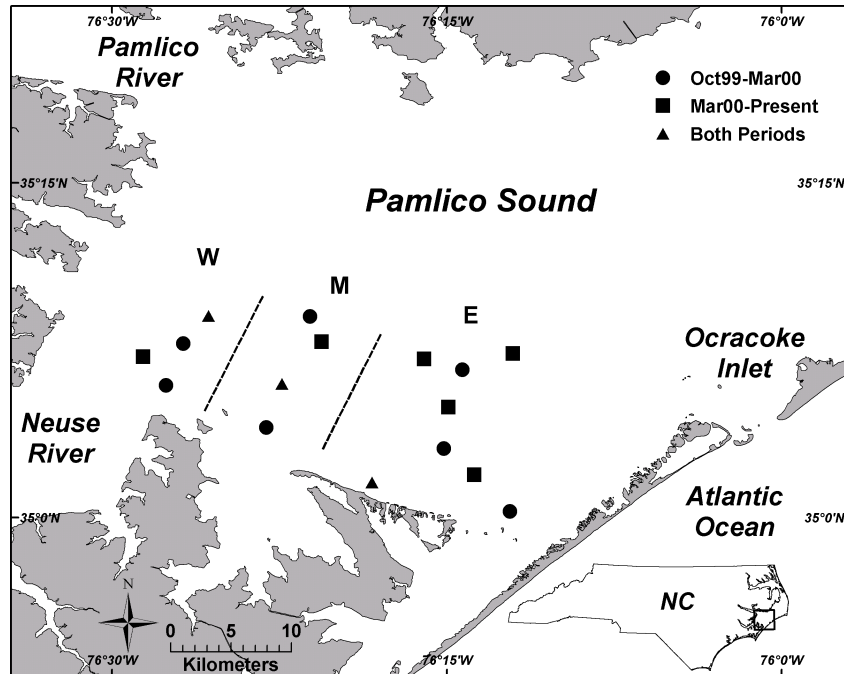 76°30'W 76°15'W 76°0'W
Pamlico
River
Oct99-Mar00
Mar00-Present
Both Periods
35°15'N 35°15'N
Pamlico Sound
W
M
E
Ocracoke
Inlet
Neuse
River
Atlantic
Ocean
35°0'N 35°0'N
N
NC
0 5 10
Kilometers
76°30'W 76°15'W 76°0'W